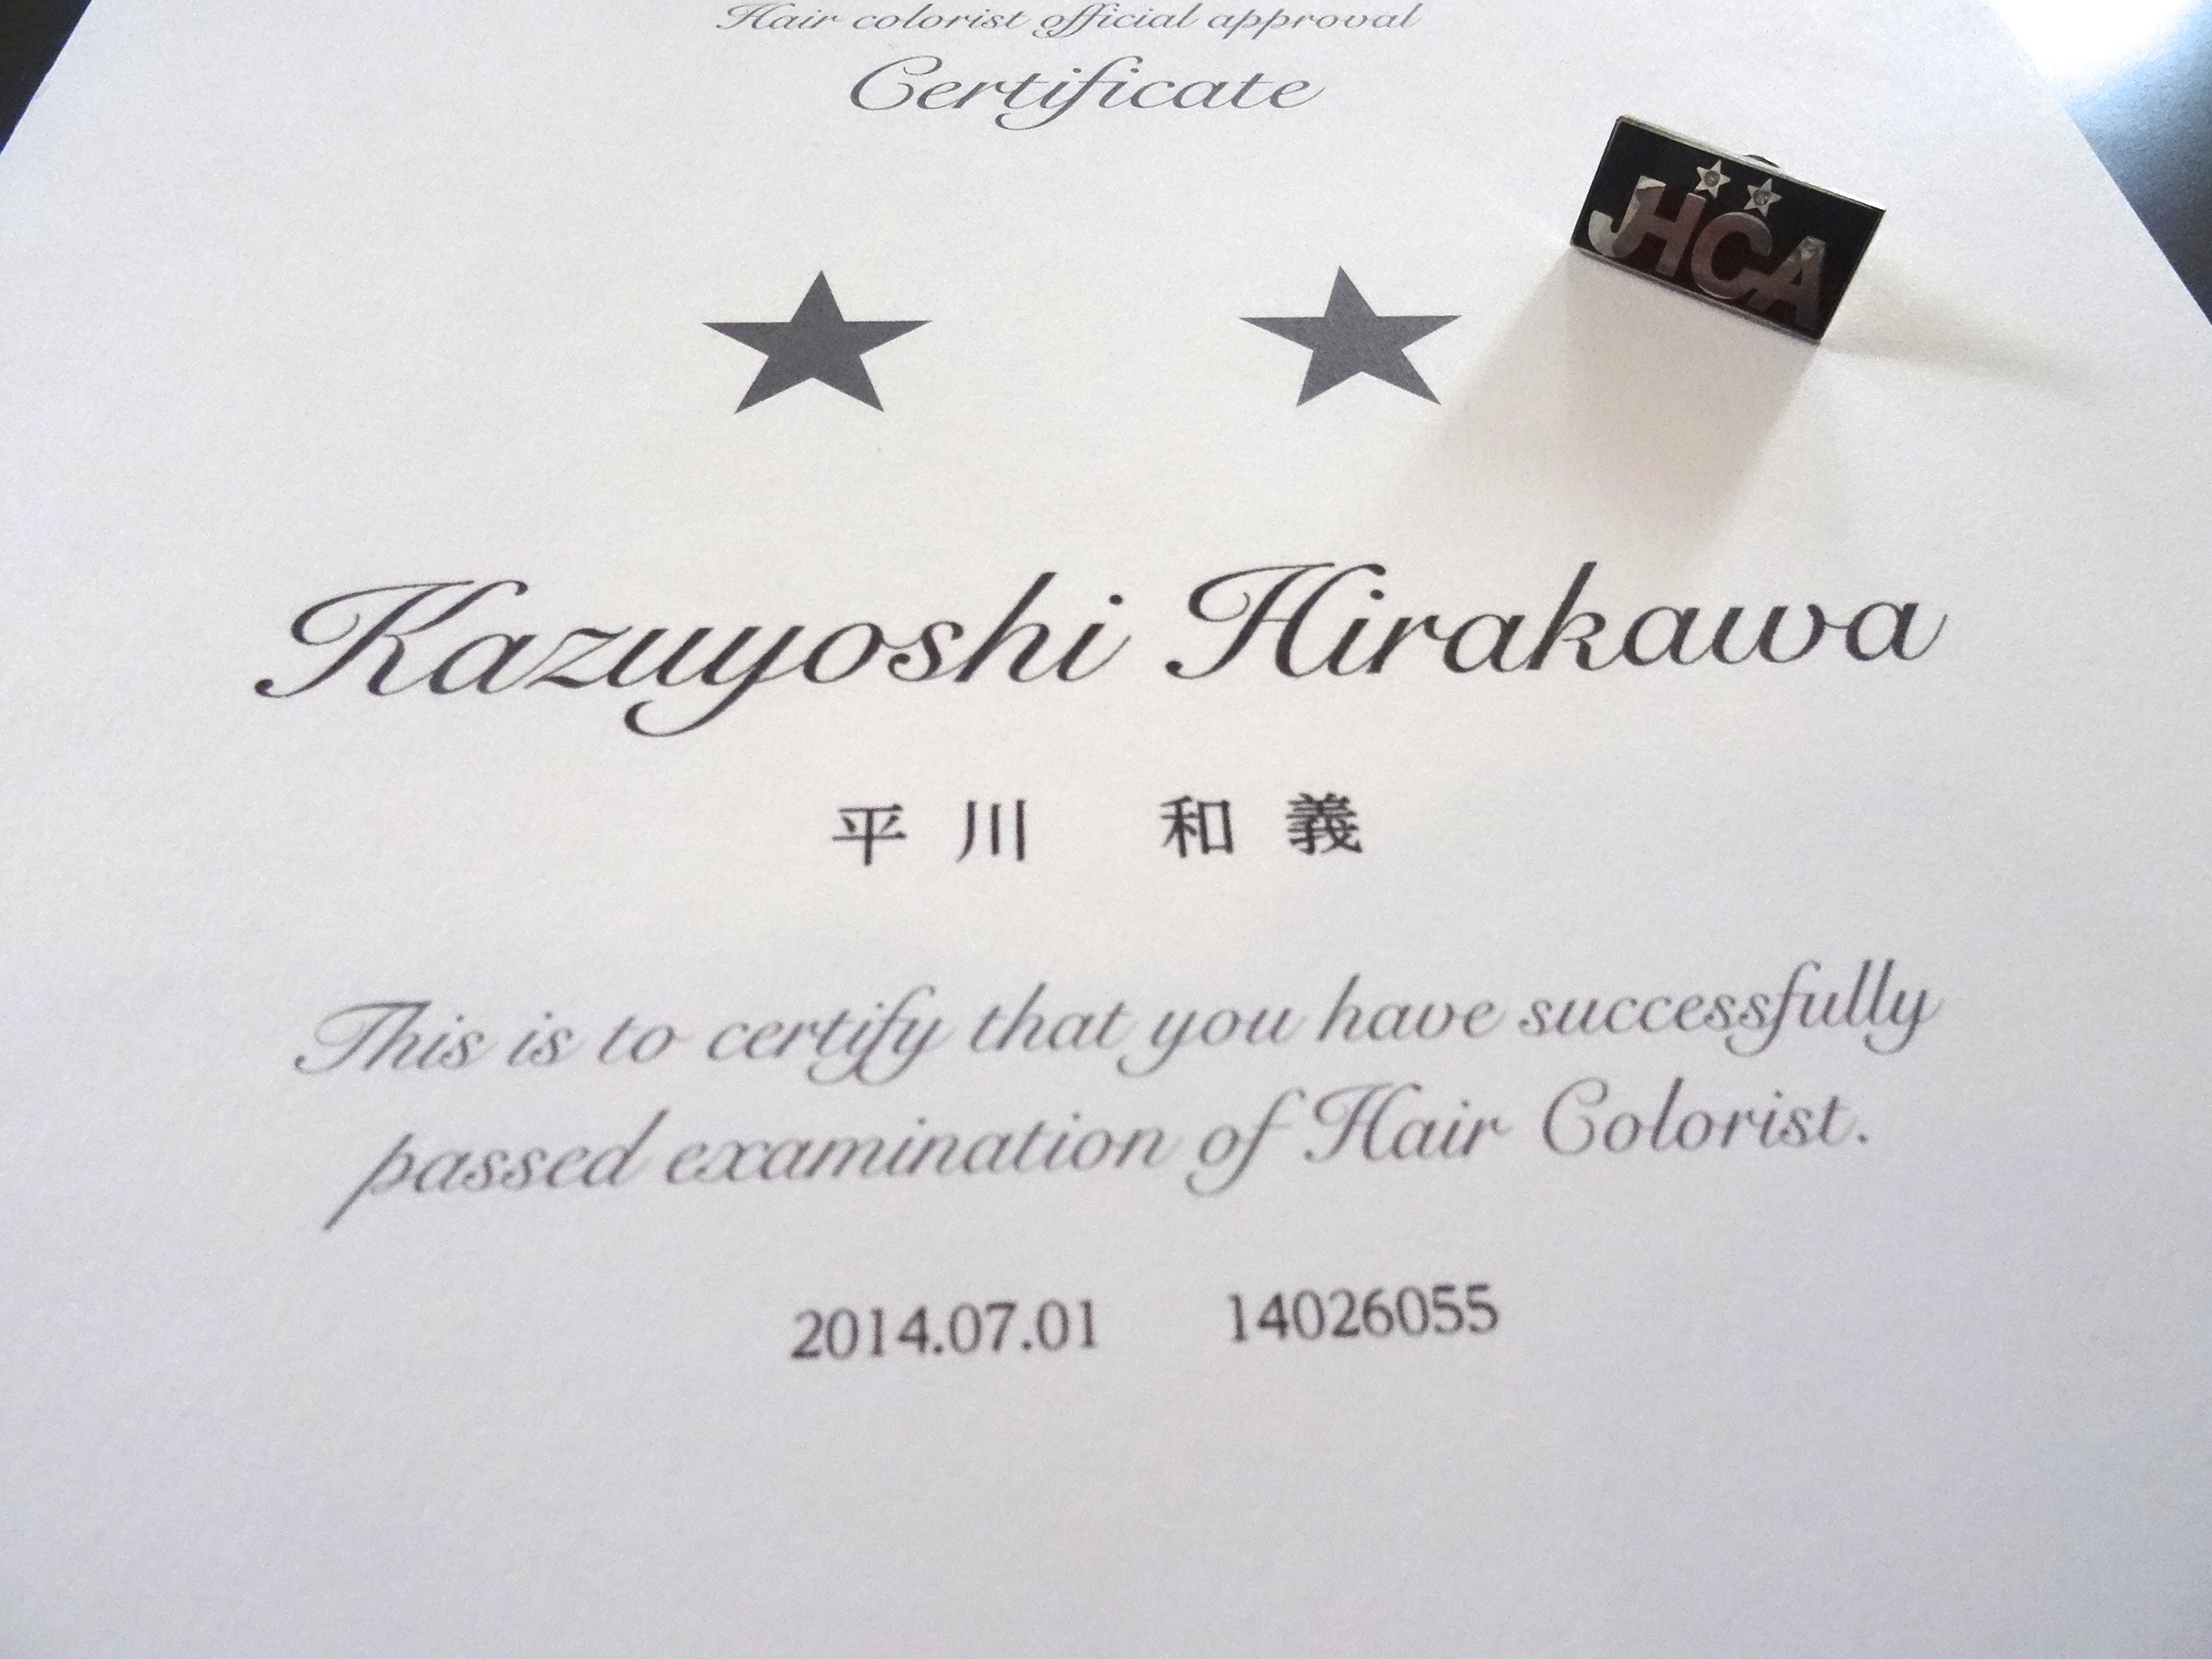 Hair colorist official approval
Certificate
JHCA
Kazuyoshi Hirakawa
平川 和義
This is to certify that you have successfully
passed examination of Hair Colorist.
2014.07.01 14026055